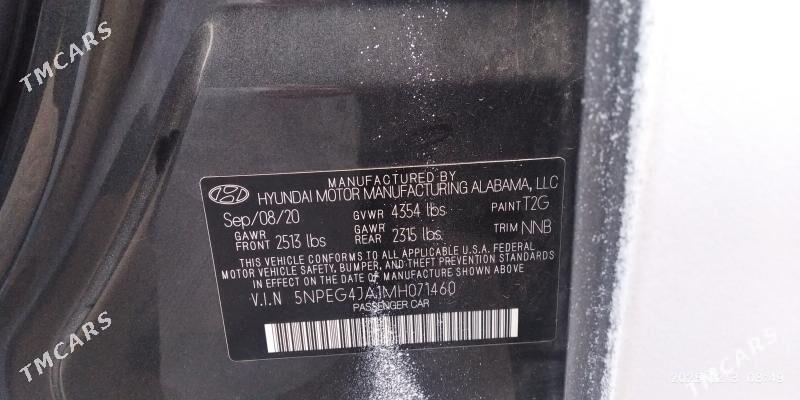 TMCARS
TMCARS
MANUFACTURED BY
HYUNDAI MOTOR MANUFACTURING ALABAMA, LLC
Sep/08/20 GVWR 4354 lbs PAINT T2G
GAWR FRONT 2513 lbs GAWR REAR 2315 lbs. TRIM NNB
THIS VEHICLE CONFORMS TO ALL APPLICABLE U.S.A. FEDERAL
MOTOR VEHICLE SAFETY, BUMPER, AND THEFT PREVENTION STANDARDS
IN EFFECT ON THE DATE OF MANUFACTURE SHOWN ABOVE
V.I.N 5NPEG4JA1MH071460
PASSENGER CAR
TMCARS
TMCARS
08:49